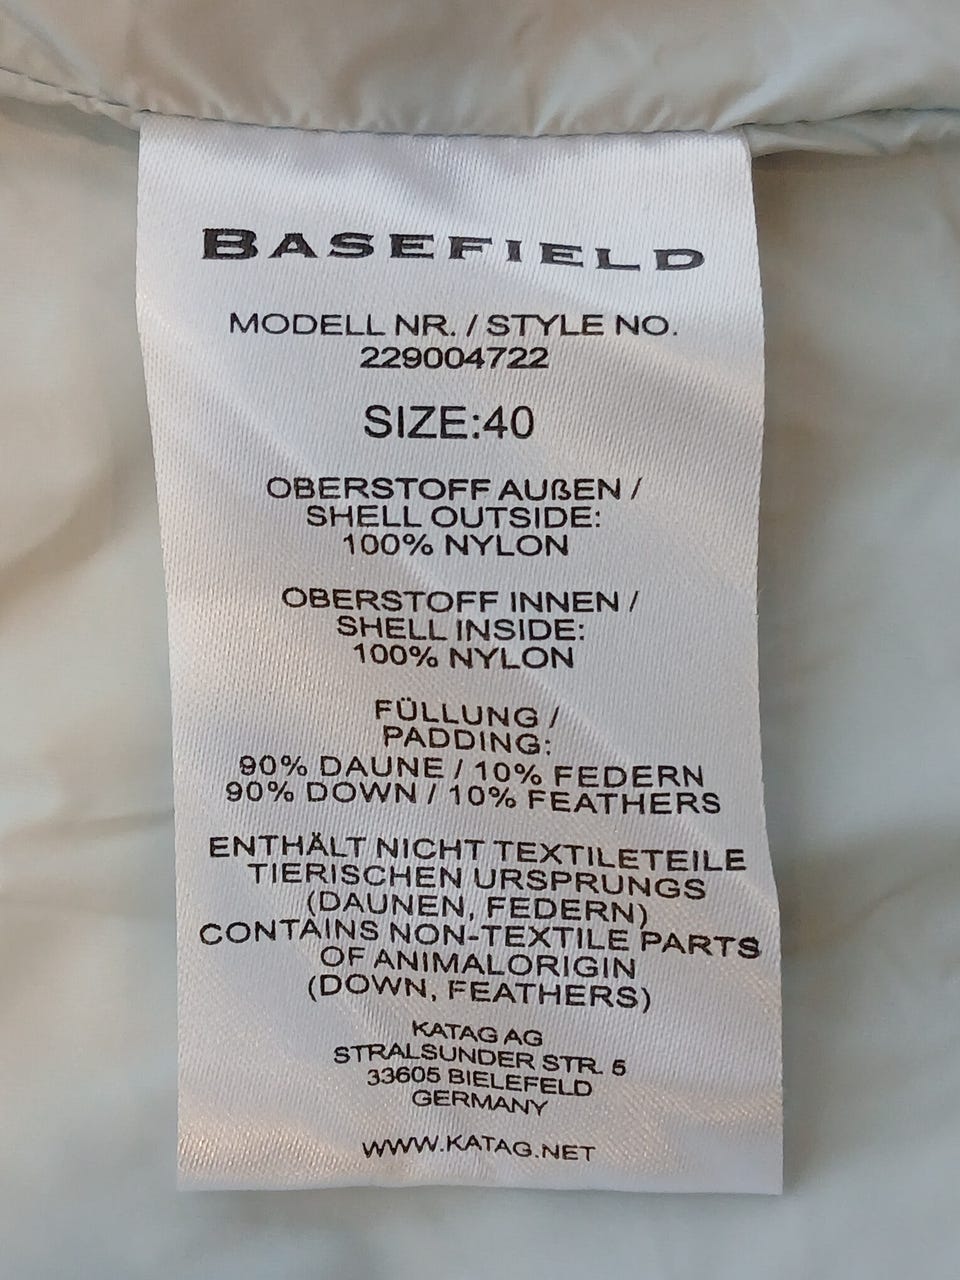 BASEFIELD
MODELL NR. / STYLE NO.
229004722
SIZE:40
OBERSTOFF AUßEN /
SHELL OUTSIDE:
100% NYLON
OBERSTOFF INNEN /
SHELL INSIDE:
100% NYLON
FÜLLUNG /
PADDING:
90% DAUNE / 10% FEDERN
90% DOWN / 10% FEATHERS
ENTHÄLT NICHT TEXTILETEILE
TIERISCHEN URSPRUNGS
(DAUNEN, FEDERN)
CONTAINS NON-TEXTILE PARTS
OF ANIMALORIGIN
(DOWN, FEATHERS)
KATAG AG
STRALSUNDER STR. 5
33605 BIELEFELD
GERMANY
WWW.KATAG.NET